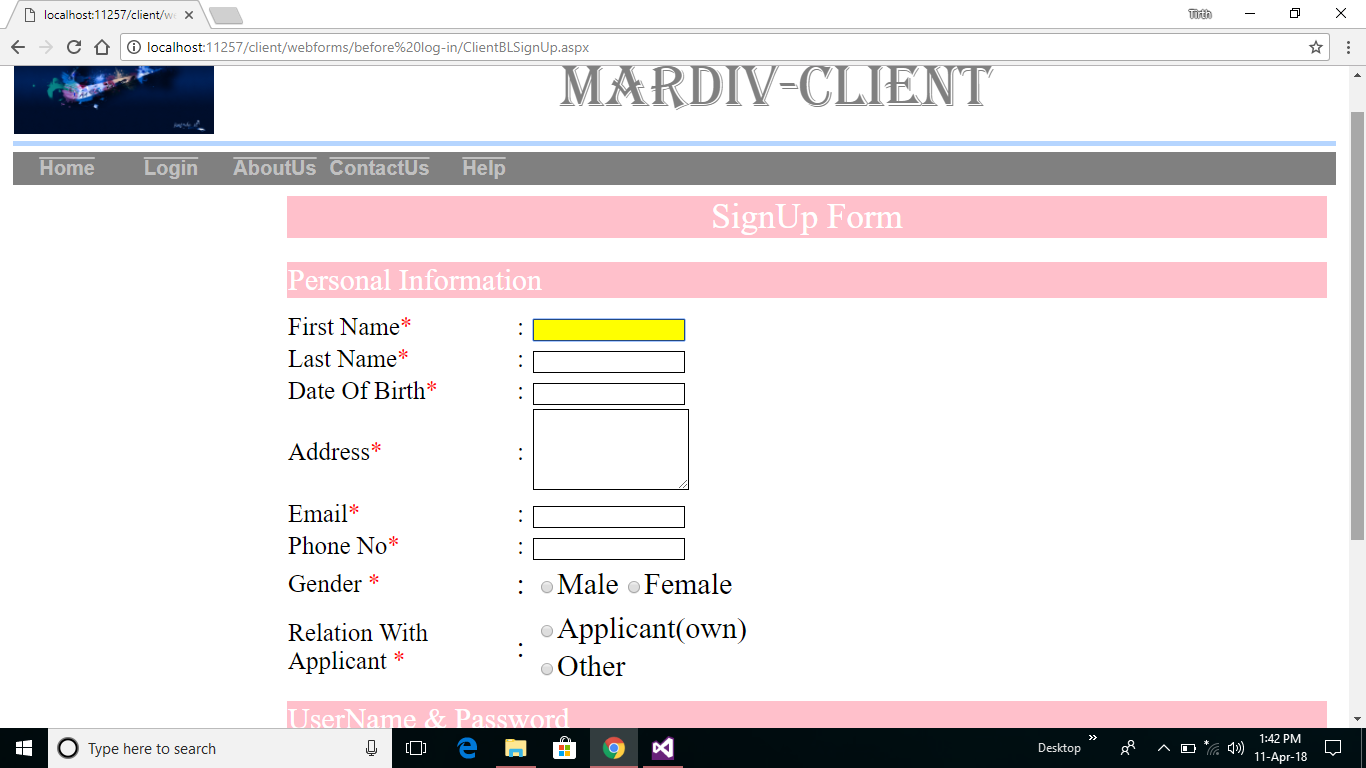 localhost:11257/client/we
Tirth
localhost:11257/client/webforms/before%20log-in/ClientBLSignUp.aspx
MARDIV-CLIENT
Home Login AboutUs ContactUs Help
SignUp Form
Personal Information
First Name* :
Last Name* :
Date Of Birth* :
Address* :
Email* :
Phone No* :
Gender * : Male Female
Relation With
Applicant * :
Applicant(own)
Other
UserName & Password
Type here to search
Desktop »
1:42 PM
11-Apr-18